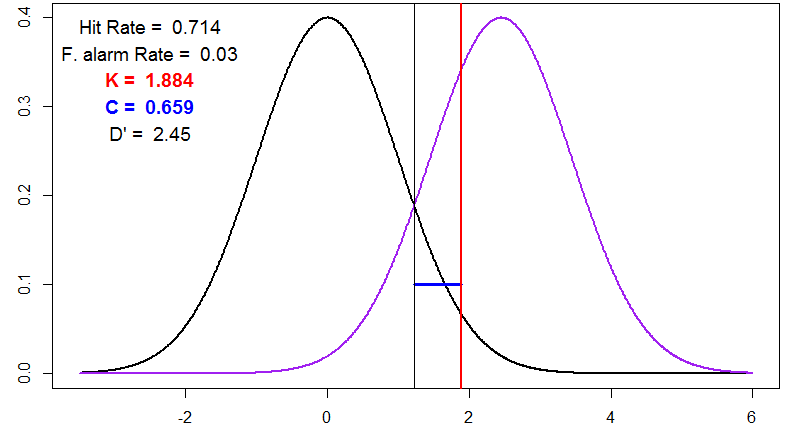 Hit Rate = 0.714
F. alarm Rate = 0.03
K = 1.884
C = 0.659
D' = 2.45
0.4
0.3
0.2
0.1
0.0
-2 0 2 4 6